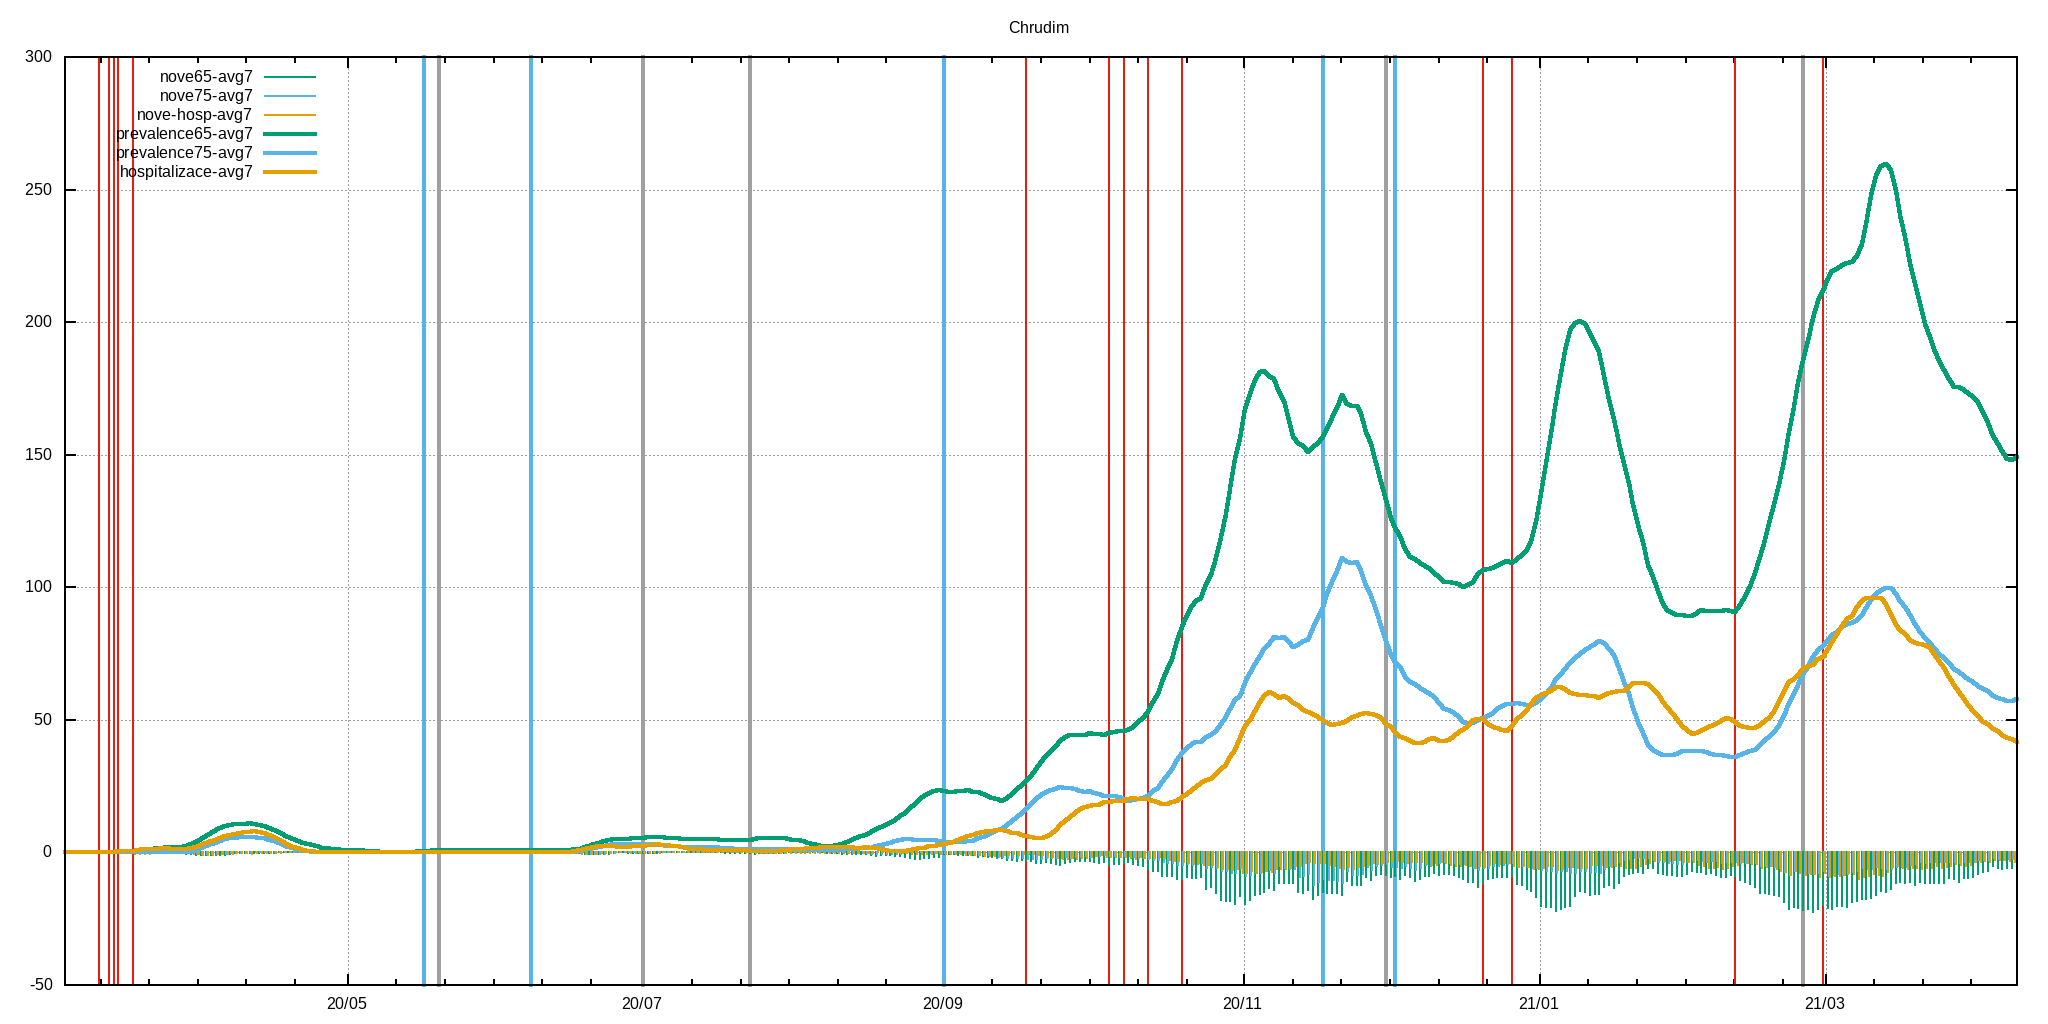 Chrudim
300
nove65-avg7
nove75-avg7
nove-hosp-avg7
prevalence65-avg7
prevalence75-avg7
hospitalizace-avg7
250
200
150
100
50
0
-50
20/05 20/07 20/09 20/11 21/01 21/03